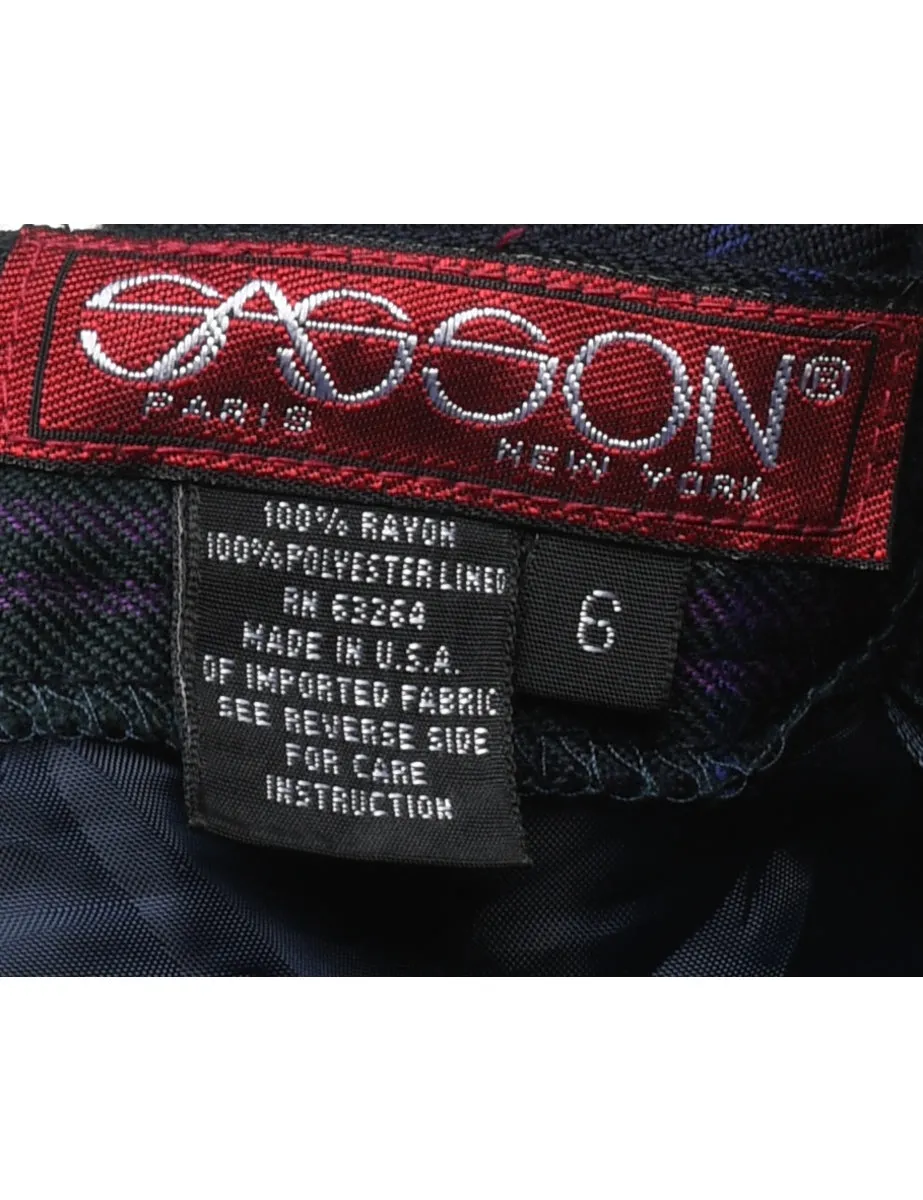 SASSON®
PARIS
NEW YORK
100% RAYON
100% POLYESTER LINED
RN 63264
MADE IN U.S.A.
OF IMPORTED FABRIC
SEE REVERSE SIDE
FOR CARE
INSTRUCTION
6